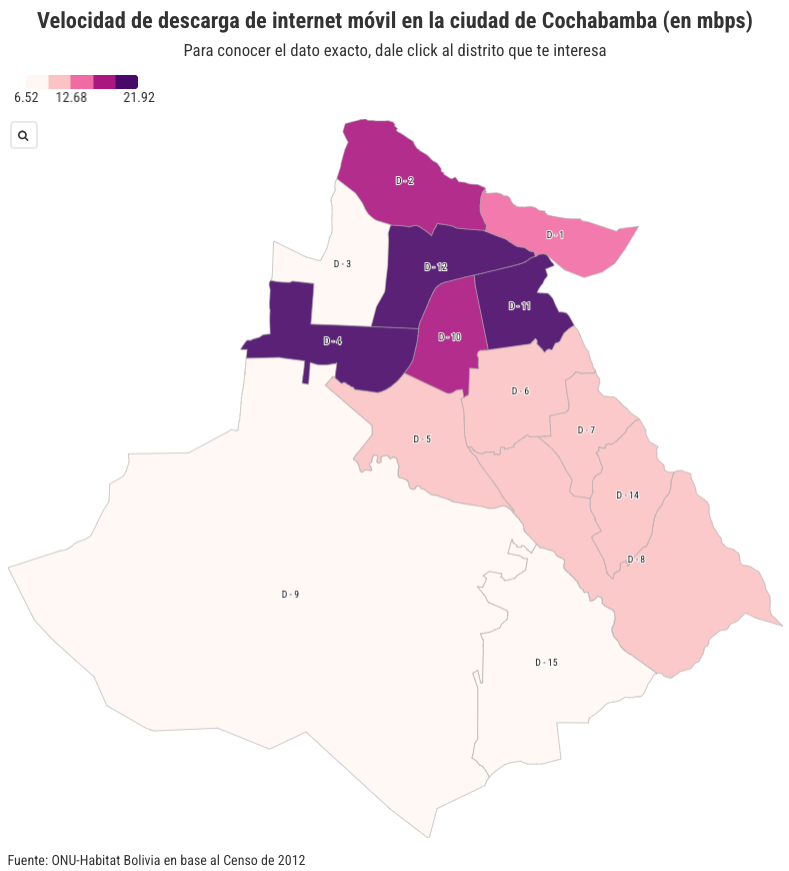 Velocidad de descarga de internet móvil en la ciudad de Cochabamba (en mbps)
Para conocer el dato exacto, dale click al distrito que te interesa
6.52 12.68 21.92
D - 2
D - 1
D - 3
D - 12
D - 11
D - 4
D - 10
D - 6
D - 7
D - 5
D - 14
D - 8
D - 9
D - 15
Fuente: ONU-Habitat Bolivia en base al Censo de 2012